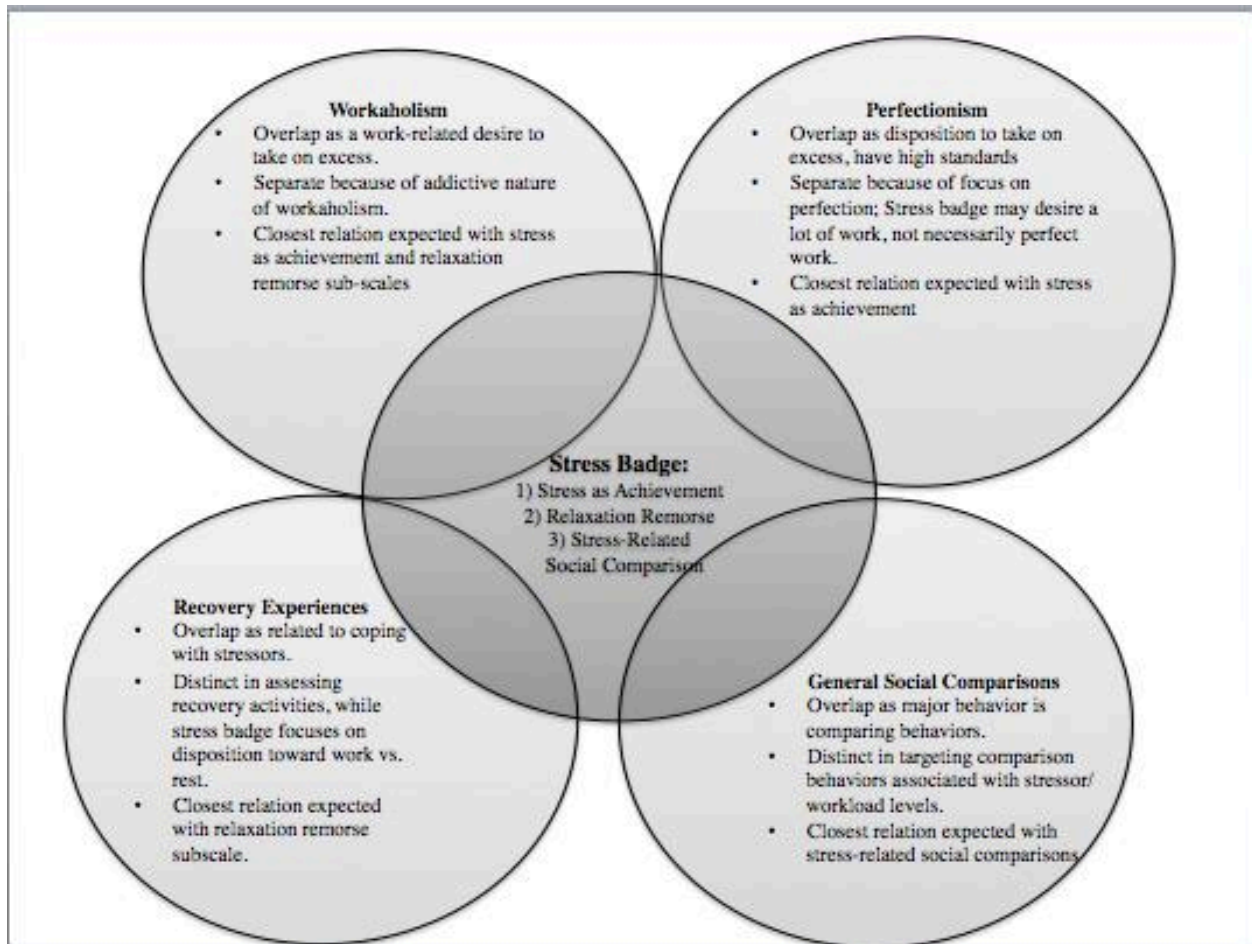 Workaholism
• Overlap as a work-related desire to
take on excess.
• Separate because of addictive nature
of workaholism.
• Closest relation expected with stress
as achievement and relaxation
remorse sub-scales
Perfectionism
• Overlap as disposition to take on
excess, have high standards
• Separate because of focus on
perfection; Stress badge may desire a
lot of work, not necessarily perfect
work.
• Closest relation expected with stress
as achievement
Stress Badge:
1) Stress as Achievement
2) Relaxation Remorse
3) Stress-Related
Social Comparison
Recovery Experiences
• Overlap as related to coping
with stressors.
• Distinct in assessing
recovery activities, while
stress badge focuses on
disposition toward work vs.
rest.
• Closest relation expected
with relaxation remorse
subscale.
General Social Comparisons
• Overlap as major behavior is
comparing behaviors.
• Distinct in targeting comparison
behaviors associated with stressor/
workload levels.
• Closest relation expected with
stress-related social comparisons